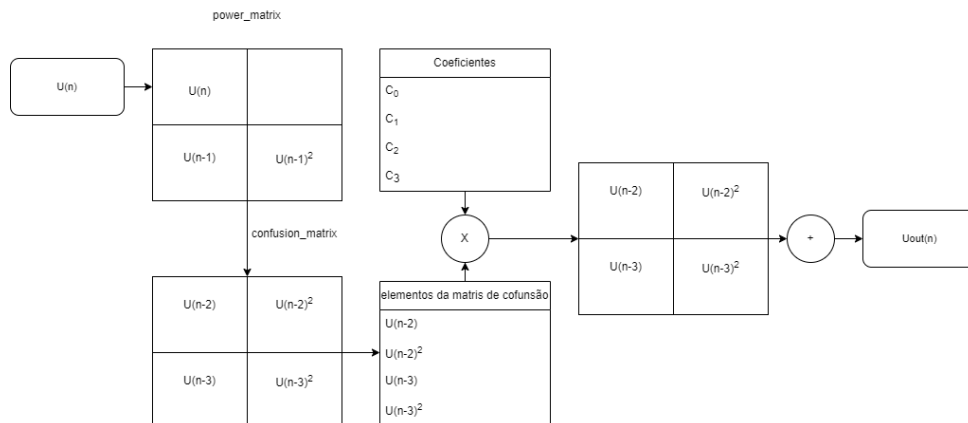 power_matrix
U(n)
U(n)
U(n-1)
U(n-1)²
confusion_matrix
U(n-2)
U(n-2)²
U(n-3)
U(n-3)²
Coeficientes
C₀
C₁
C₂
C₃
X
elementos da matris de cofunsão
U(n-2)
U(n-2)²
U(n-3)
U(n-3)²
U(n-2)
U(n-2)²
U(n-3)
U(n-3)²
+
Uout(n)